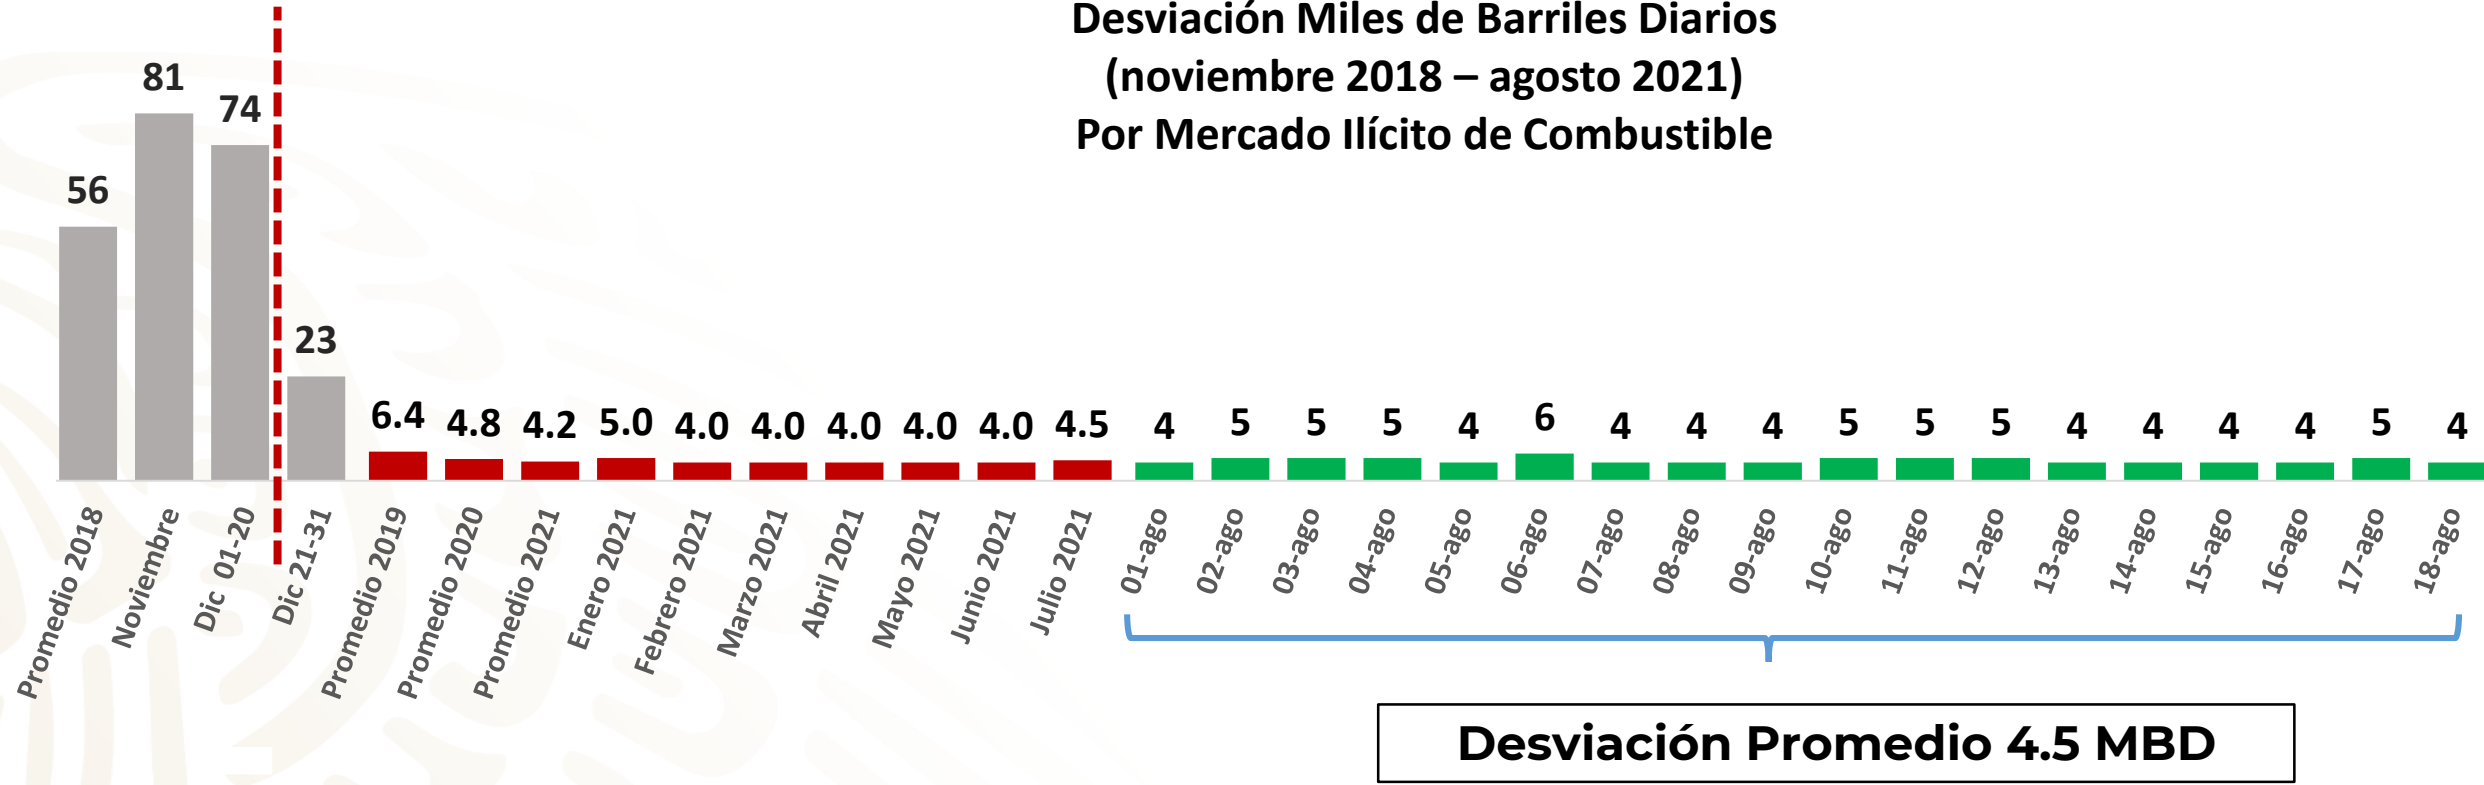 Desviación Miles de Barriles Diarios
(noviembre 2018 – agosto 2021)
Por Mercado Ilícito de Combustible
56
81
74
23
6.4
4.8
4.2
5.0
4.0
4.0
4.0
4.0
4.0
4.5
4
5
5
5
4
6
4
4
4
5
5
5
4
4
4
4
5
4
Promedio 2018
Noviembre
Dic 01-20
Dic 21-31
Promedio 2019
Promedio 2020
Promedio 2021
Enero 2021
Febrero 2021
Marzo 2021
Abril 2021
Mayo 2021
Junio 2021
Julio 2021
01-ago
02-ago
03-ago
04-ago
05-ago
06-ago
07-ago
08-ago
09-ago
10-ago
11-ago
12-ago
13-ago
14-ago
15-ago
16-ago
17-ago
18-ago
Desviación Promedio 4.5 MBD